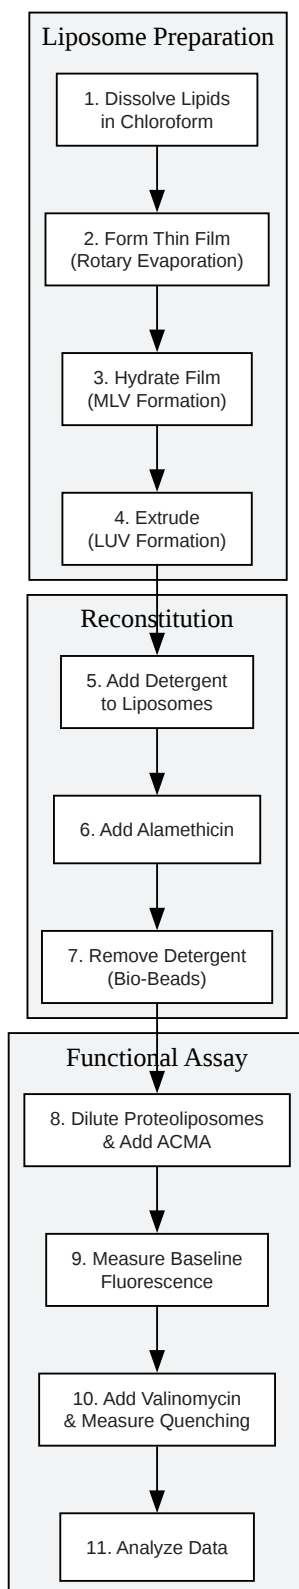 Liposome Preparation
1. Dissolve Lipids
in Chloroform
2. Form Thin Film
(Rotary Evaporation)
3. Hydrate Film
(MLV Formation)
4. Extrude
(LUV Formation)
Reconstitution
5. Add Detergent
to Liposomes
6. Add Alamethicin
7. Remove Detergent
(Bio-Beads)
Functional Assay
8. Dilute Proteoliposomes
& Add ACMA
9. Measure Baseline
Fluorescence
10. Add Valinomycin
& Measure Quenching
11. Analyze Data